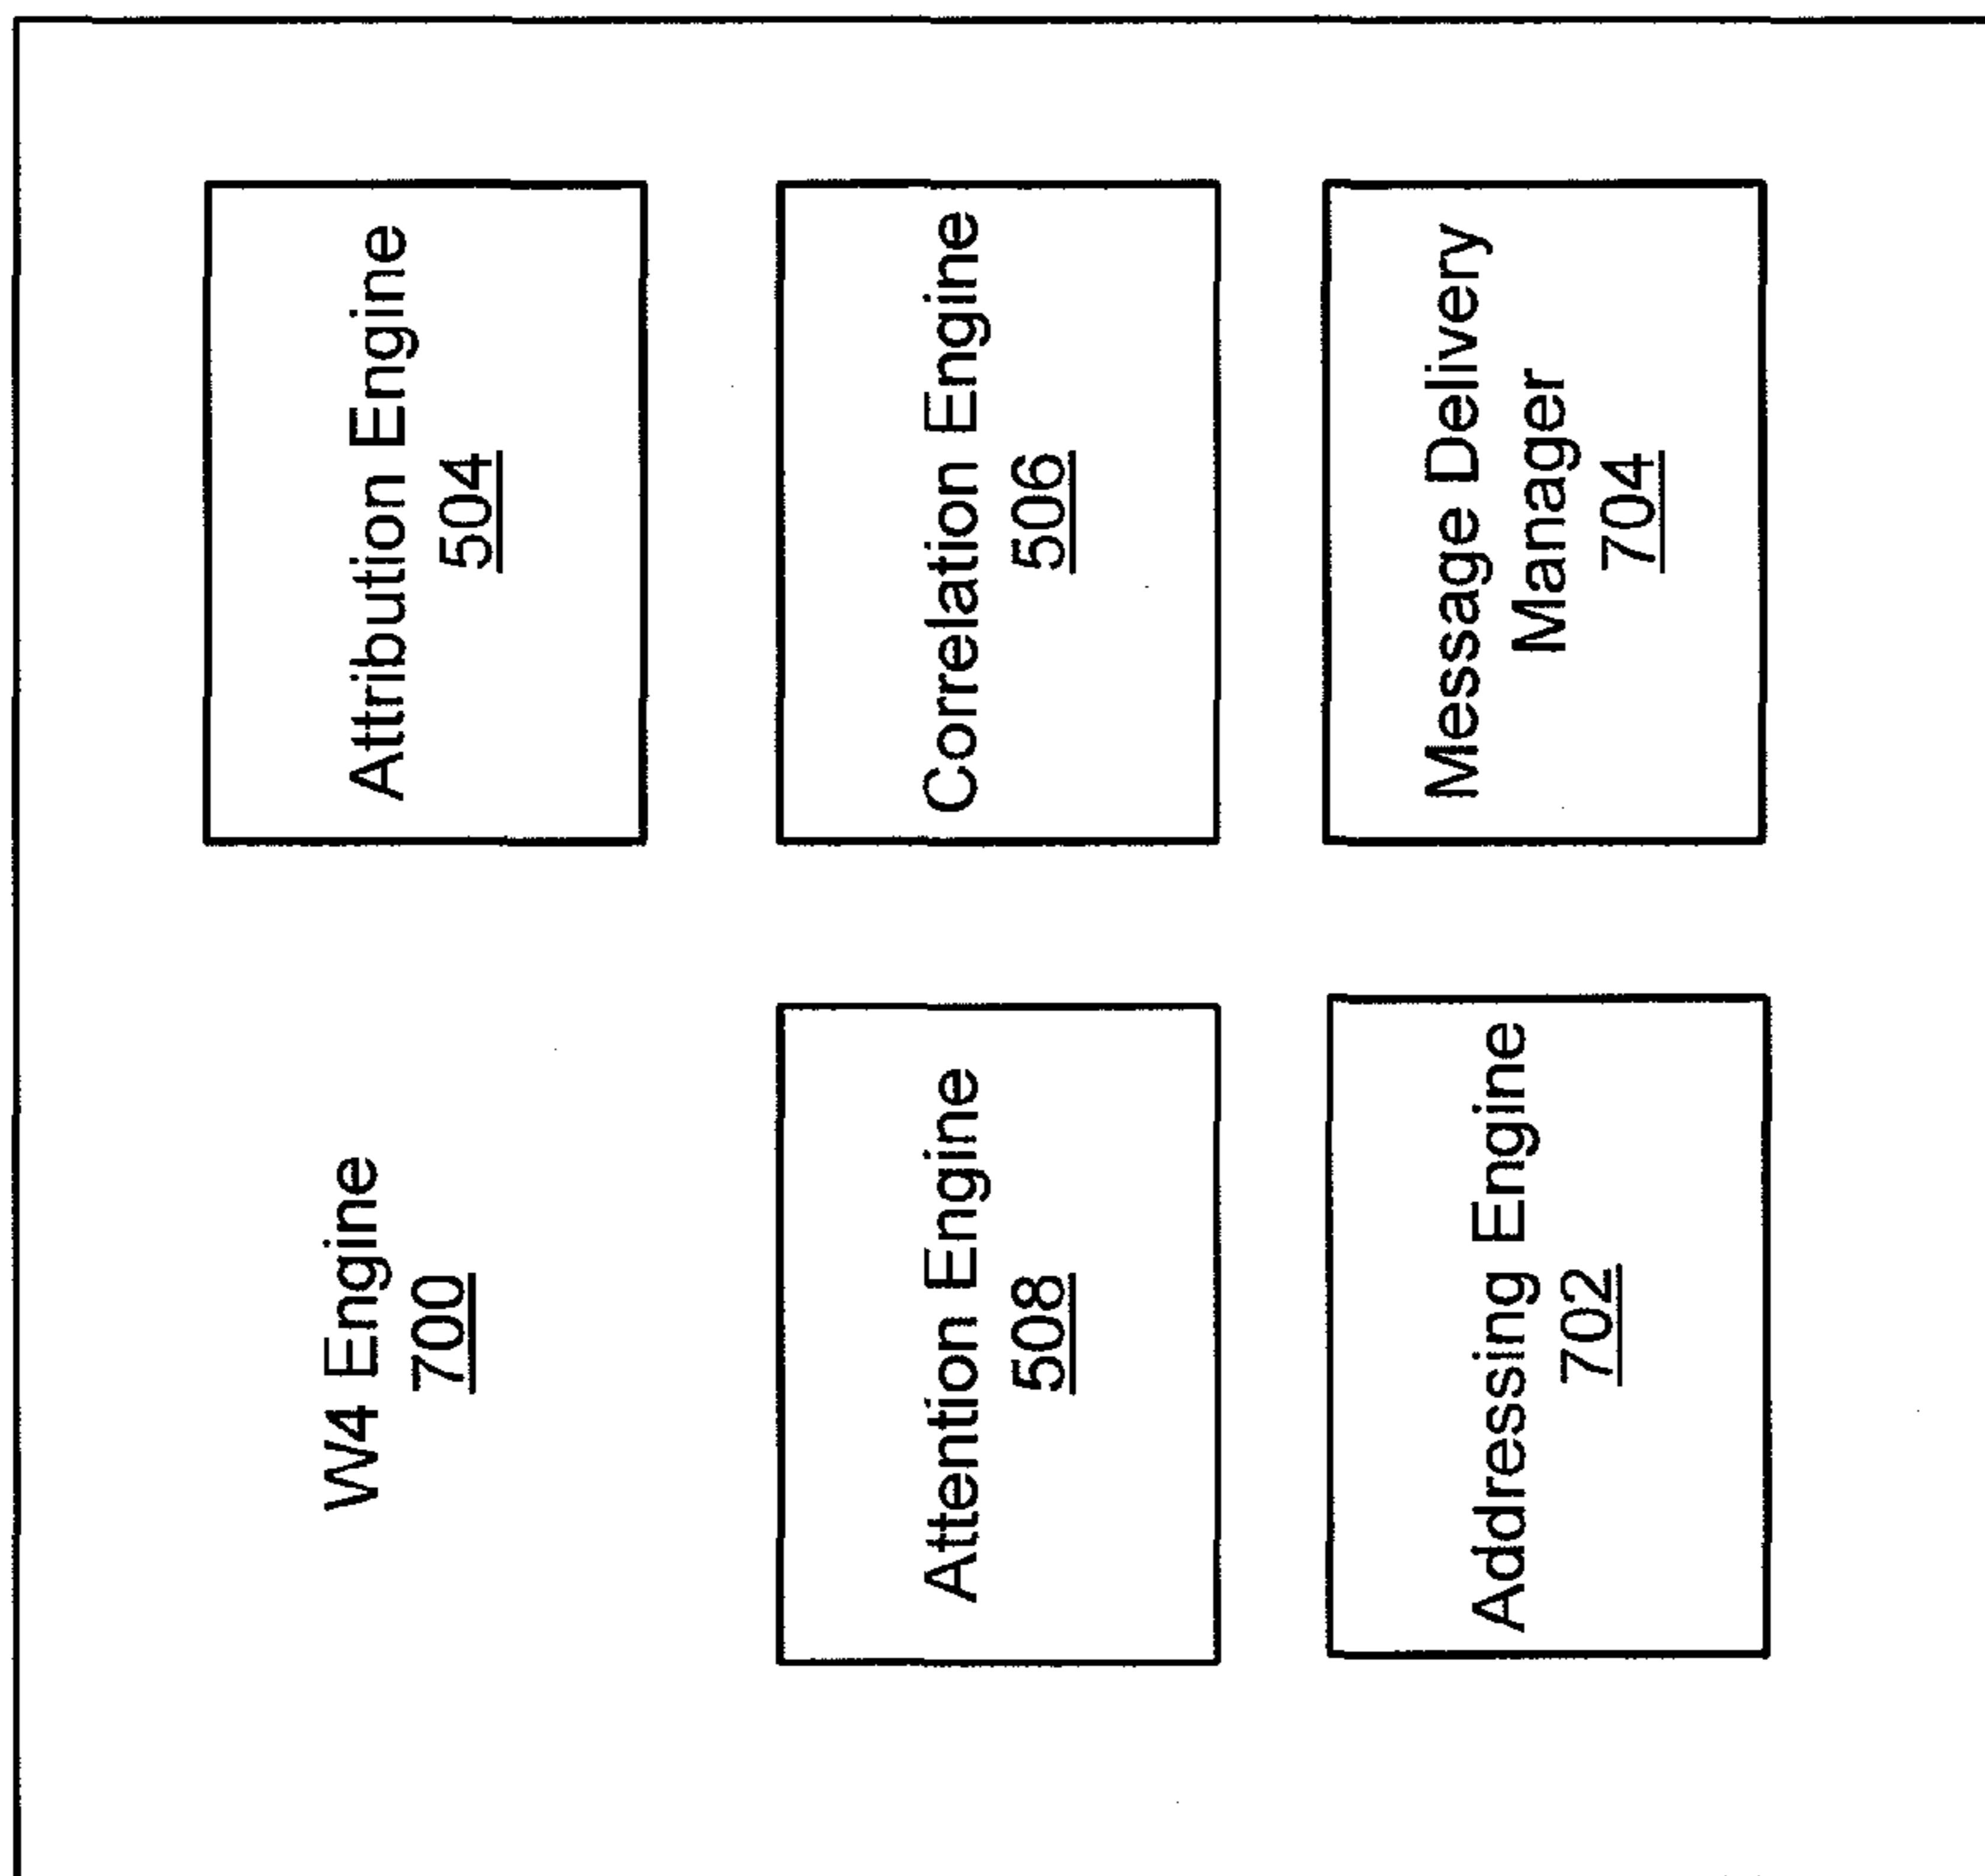 W4 Engine
700
Attribution Engine
504
Attention Engine
508
Correlation Engine
506
Addressing Engine
702
Message Delivery
Manager
704